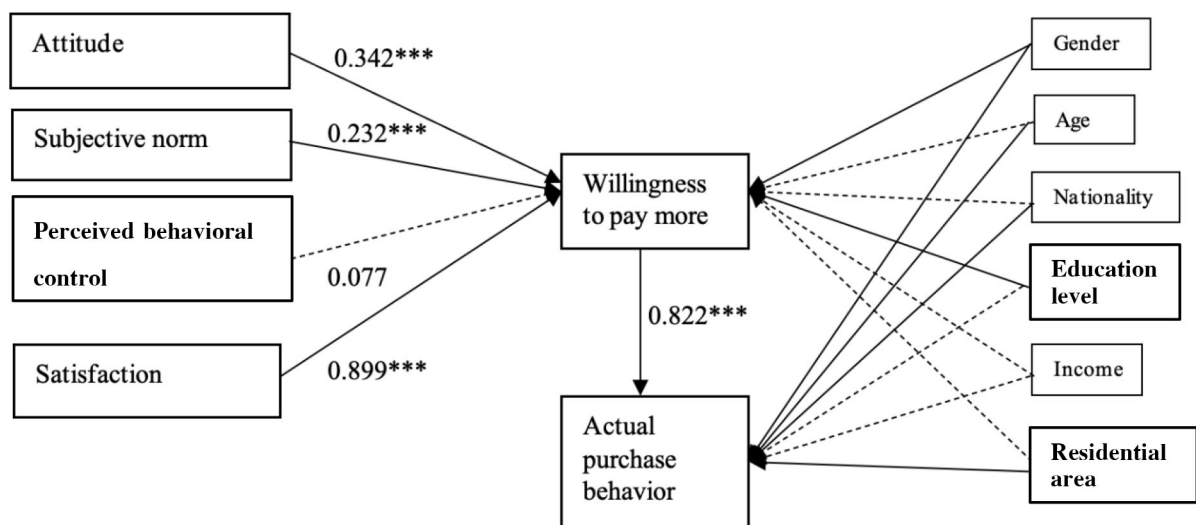 Attitude
0.342***
Subjective norm
0.232***
Perceived behavioral
control
0.077
Satisfaction
0.899***
Willingness
to pay more
0.822***
Actual
purchase
behavior
Gender
Age
Nationality
Education
level
Income
Residential
area